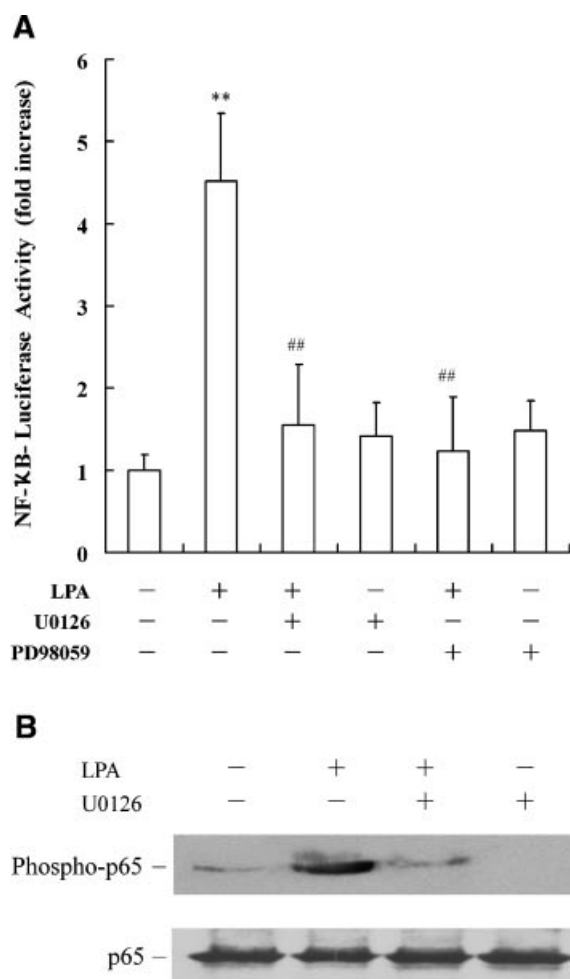 A
NF-κB-Luciferase Activity (fold increase)
6
5
4
3
2
1
0
**
##
##
LPA − + + − + −
U0126 − − + + − −
PD98059 − − − − + +
B
LPA − + + −
U0126 − − + +
Phospho-p65 −
p65 −